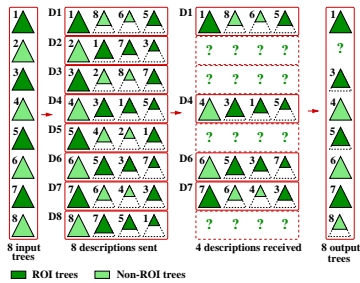 1 D1 1 8 6 5 D1 1 8 6 5 1
2 D2 2 1 7 3 ? ? ? ? ?
3 D3 3 2 8 7 ? ? ? ? 3
4 D4 4 3 1 5 D4 4 3 1 5 4
5 D5 5 4 2 1 ? ? ? ? 5
6 D6 6 5 3 7 D6 6 5 3 7 6
7 D7 7 6 4 3 D7 7 6 4 3 7
8 D8 8 7 5 1 ? ? ? ? 8
8 input trees
8 descriptions sent
4 descriptions received
8 output trees
ROI trees
Non-ROI trees